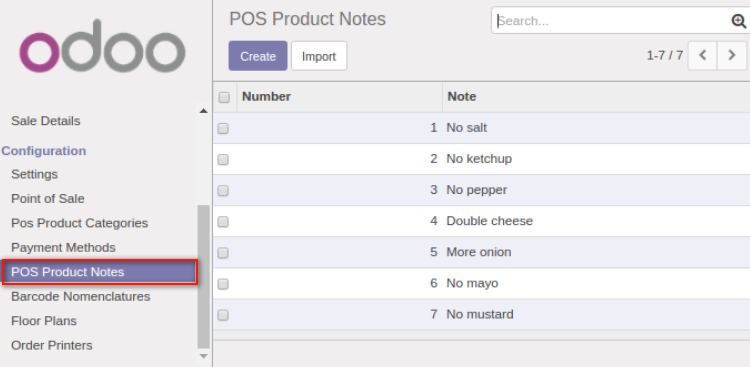 odoo
Sale Details
Configuration
Settings
Point of Sale
Pos Product Categories
Payment Methods
POS Product Notes
Barcode Nomenclatures
Floor Plans
Order Printers
POS Product Notes
Search...
Create Import
1-7 / 7
Number Note
1 No salt
2 No ketchup
3 No pepper
4 Double cheese
5 More onion
6 No mayo
7 No mustard